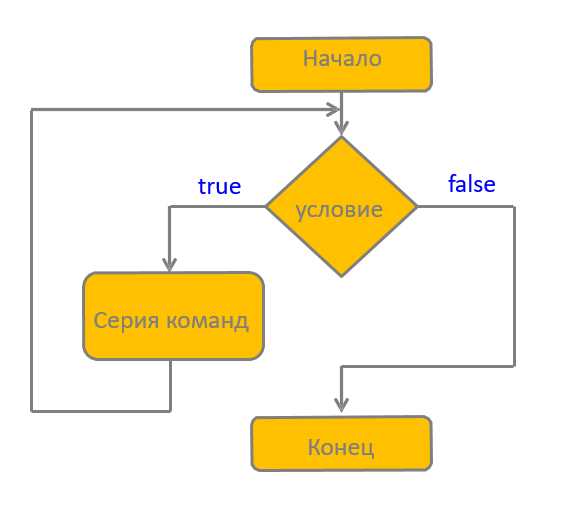 Начало
true
false
условие
Серия команд
Конец